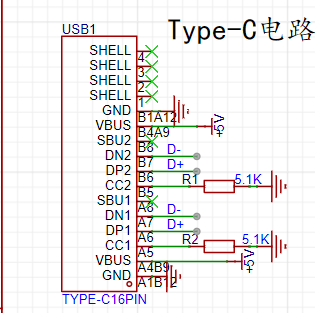 USB1
Type-C电路
SHELL
4
SHELL
3
SHELL
2
SHELL
1
GND
B1A12
VBUS
B4A9
+5V
SBU2
B8
DN2
D-
B7
DP2
D+
B6
CC2
R1
5.1K
B5
SBU1
A8
DN1
D-
A7
DP1
D+
A6
CC1
R2
5.1K
A5
VBUS
A4B9
+5V
GND
A1B12
TYPE-C16PIN